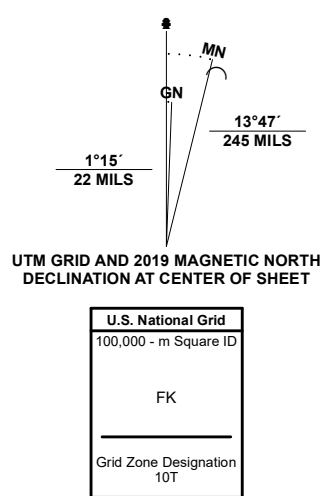 MN
GN
13°47´
245 MILS
1°15´
22 MILS
UTM GRID AND 2019 MAGNETIC NORTH
DECLINATION AT CENTER OF SHEET
U.S. National Grid
100,000 - m Square ID
FK
Grid Zone Designation
10T